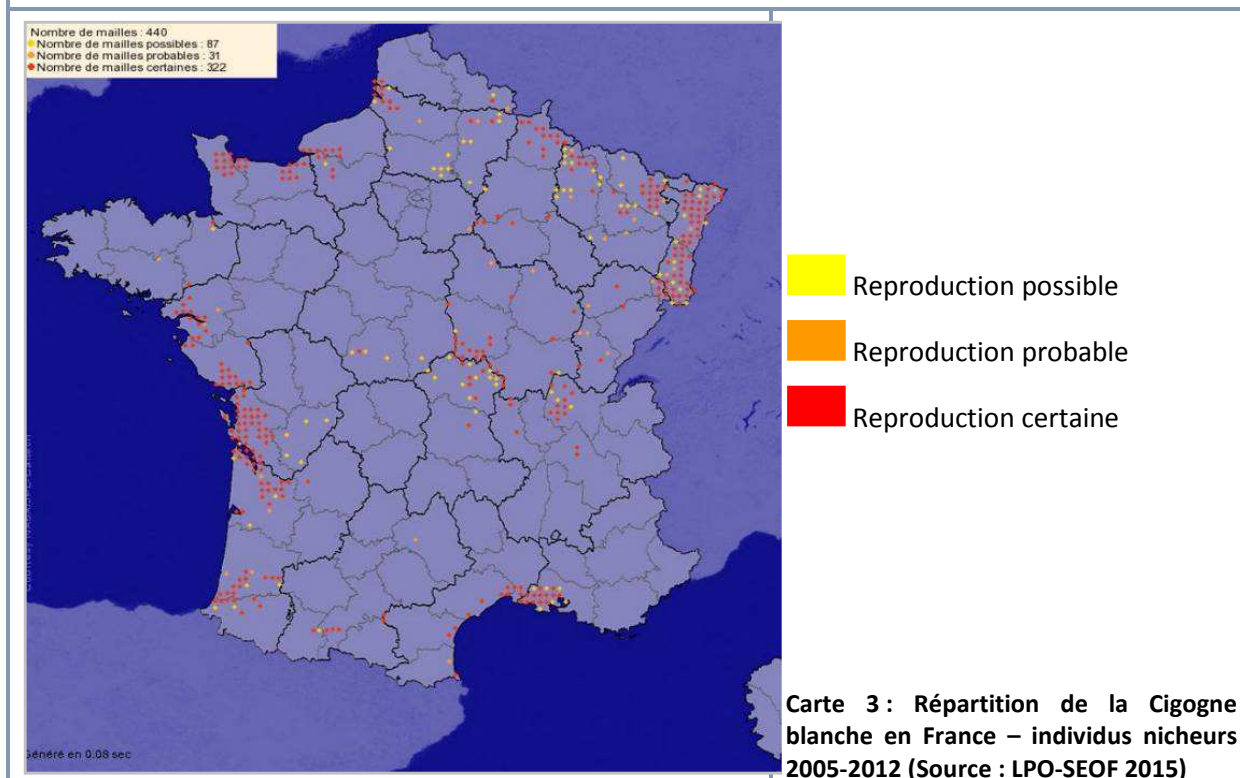 Nombre de mailles : 440
Nombre de mailles possibles : 87
Nombre de mailles probables : 31
Nombre de mailles certaines : 322
Reproduction possible
Reproduction probable
Reproduction certaine
Carte 3 : Répartition de la Cigogne
blanche en France – individus nicheurs
2005-2012 (Source : LPO-SEOF 2015)
Généré en 0.08 sec